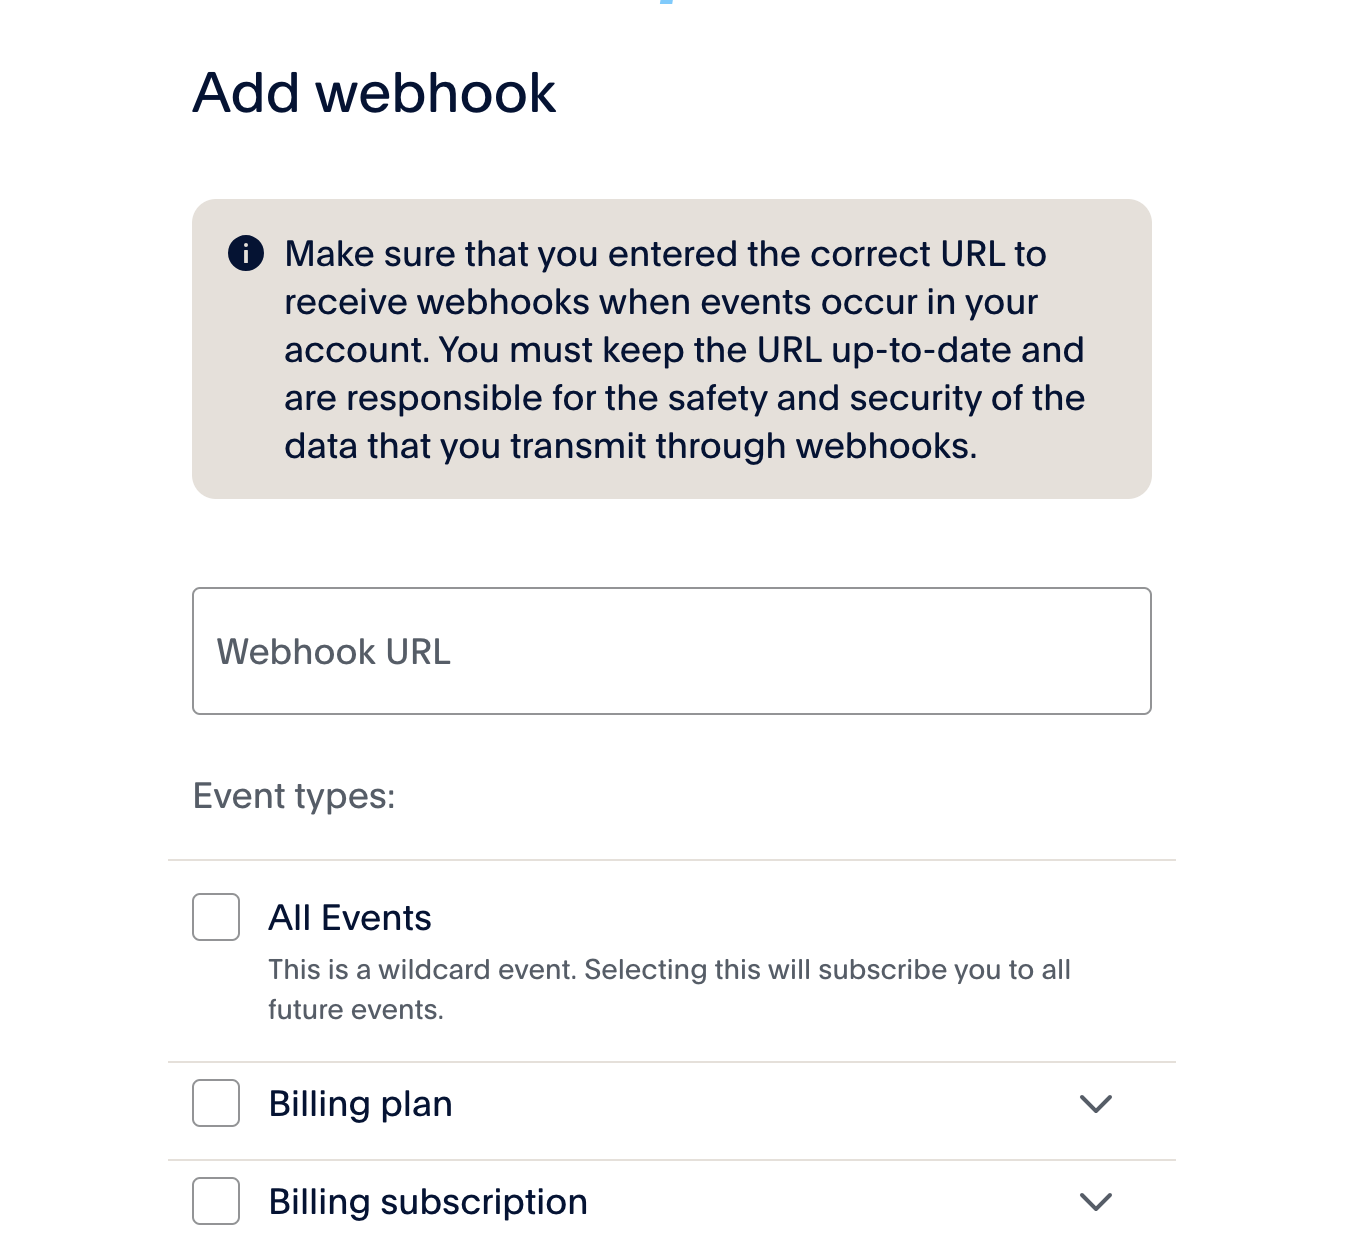 Add webhook
Make sure that you entered the correct URL to
receive webhooks when events occur in your
account. You must keep the URL up-to-date and
are responsible for the safety and security of the
data that you transmit through webhooks.
Webhook URL
Event types:
All Events
This is a wildcard event. Selecting this will subscribe you to all
future events.
Billing plan
Billing subscription